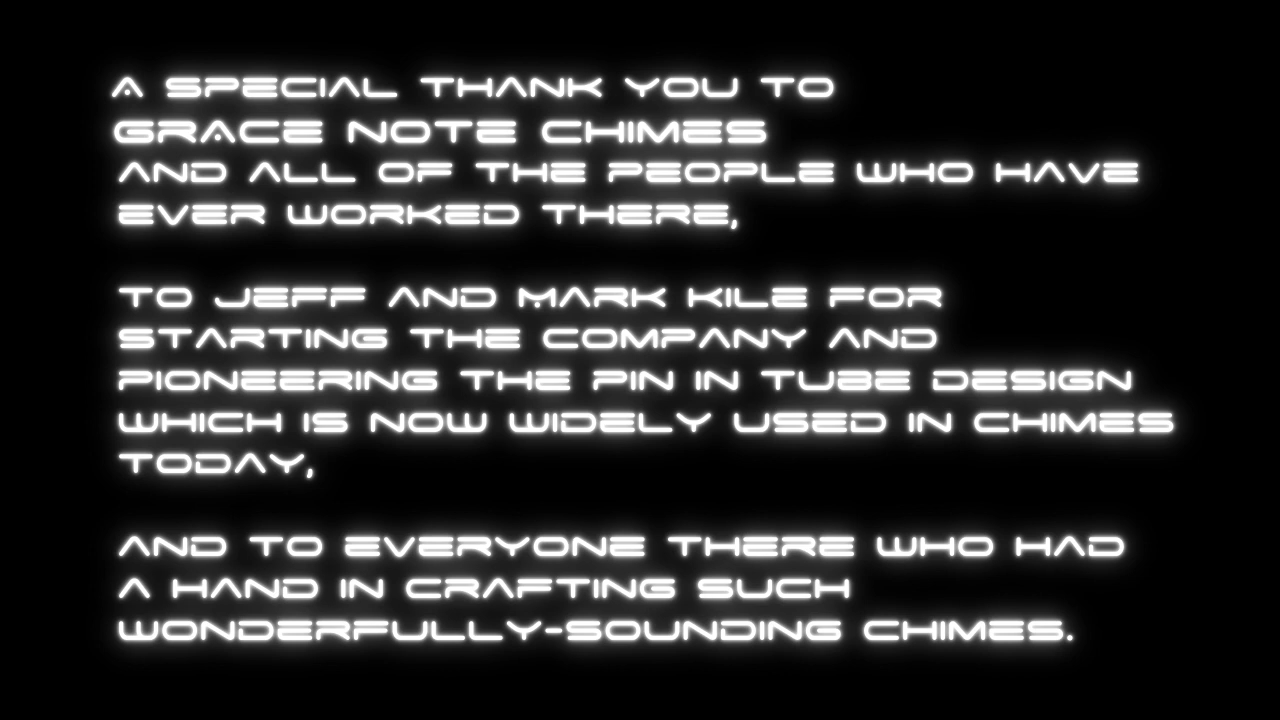 A SPECIAL THANK YOU TO
GRACE NOTE CHIMES
AND ALL OF THE PEOPLE WHO HAVE
EVER WORKED THERE,
TO JEFF AND MARK KILE FOR
STARTING THE COMPANY AND
PIONEERING THE PIN IN TUBE DESIGN
WHICH IS NOW WIDELY USED IN CHIMES
TODAY,
AND TO EVERYONE THERE WHO HAD
A HAND IN CRAFTING SUCH
WONDERFULLY-SOUNDING CHIMES.